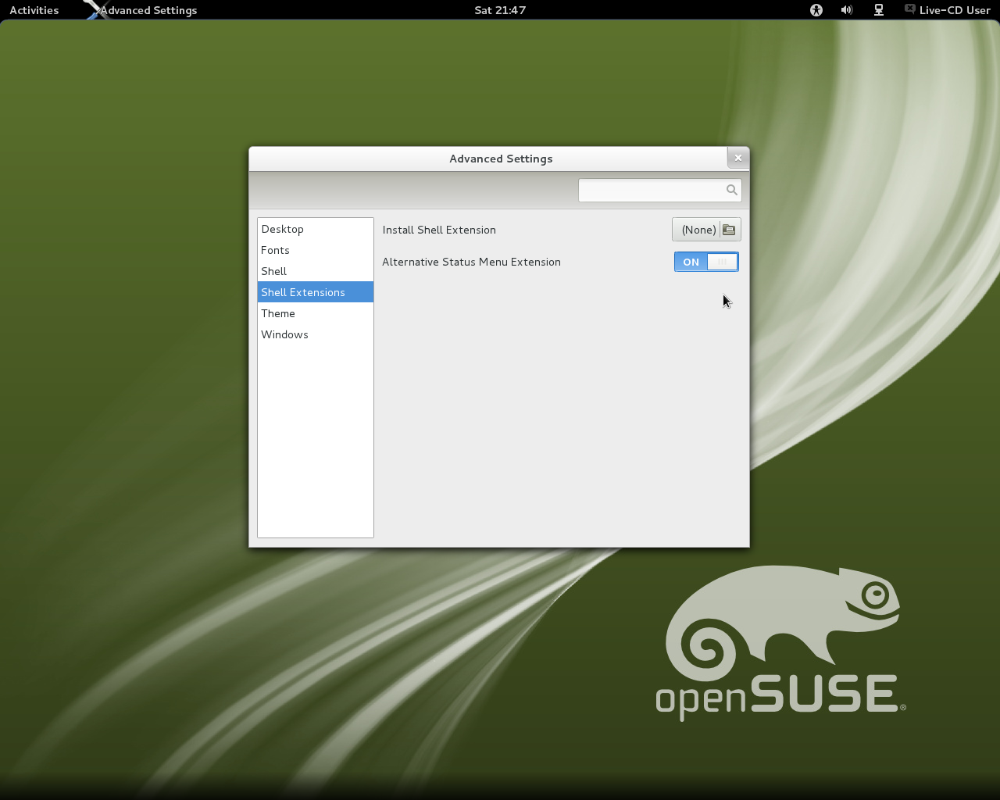 Activities Advanced Settings Sat 21:47 Live-CD User
Advanced Settings
Desktop
Fonts
Shell
Shell Extensions
Theme
Windows
Install Shell Extension (None)
Alternative Status Menu Extension ON
openSUSE®